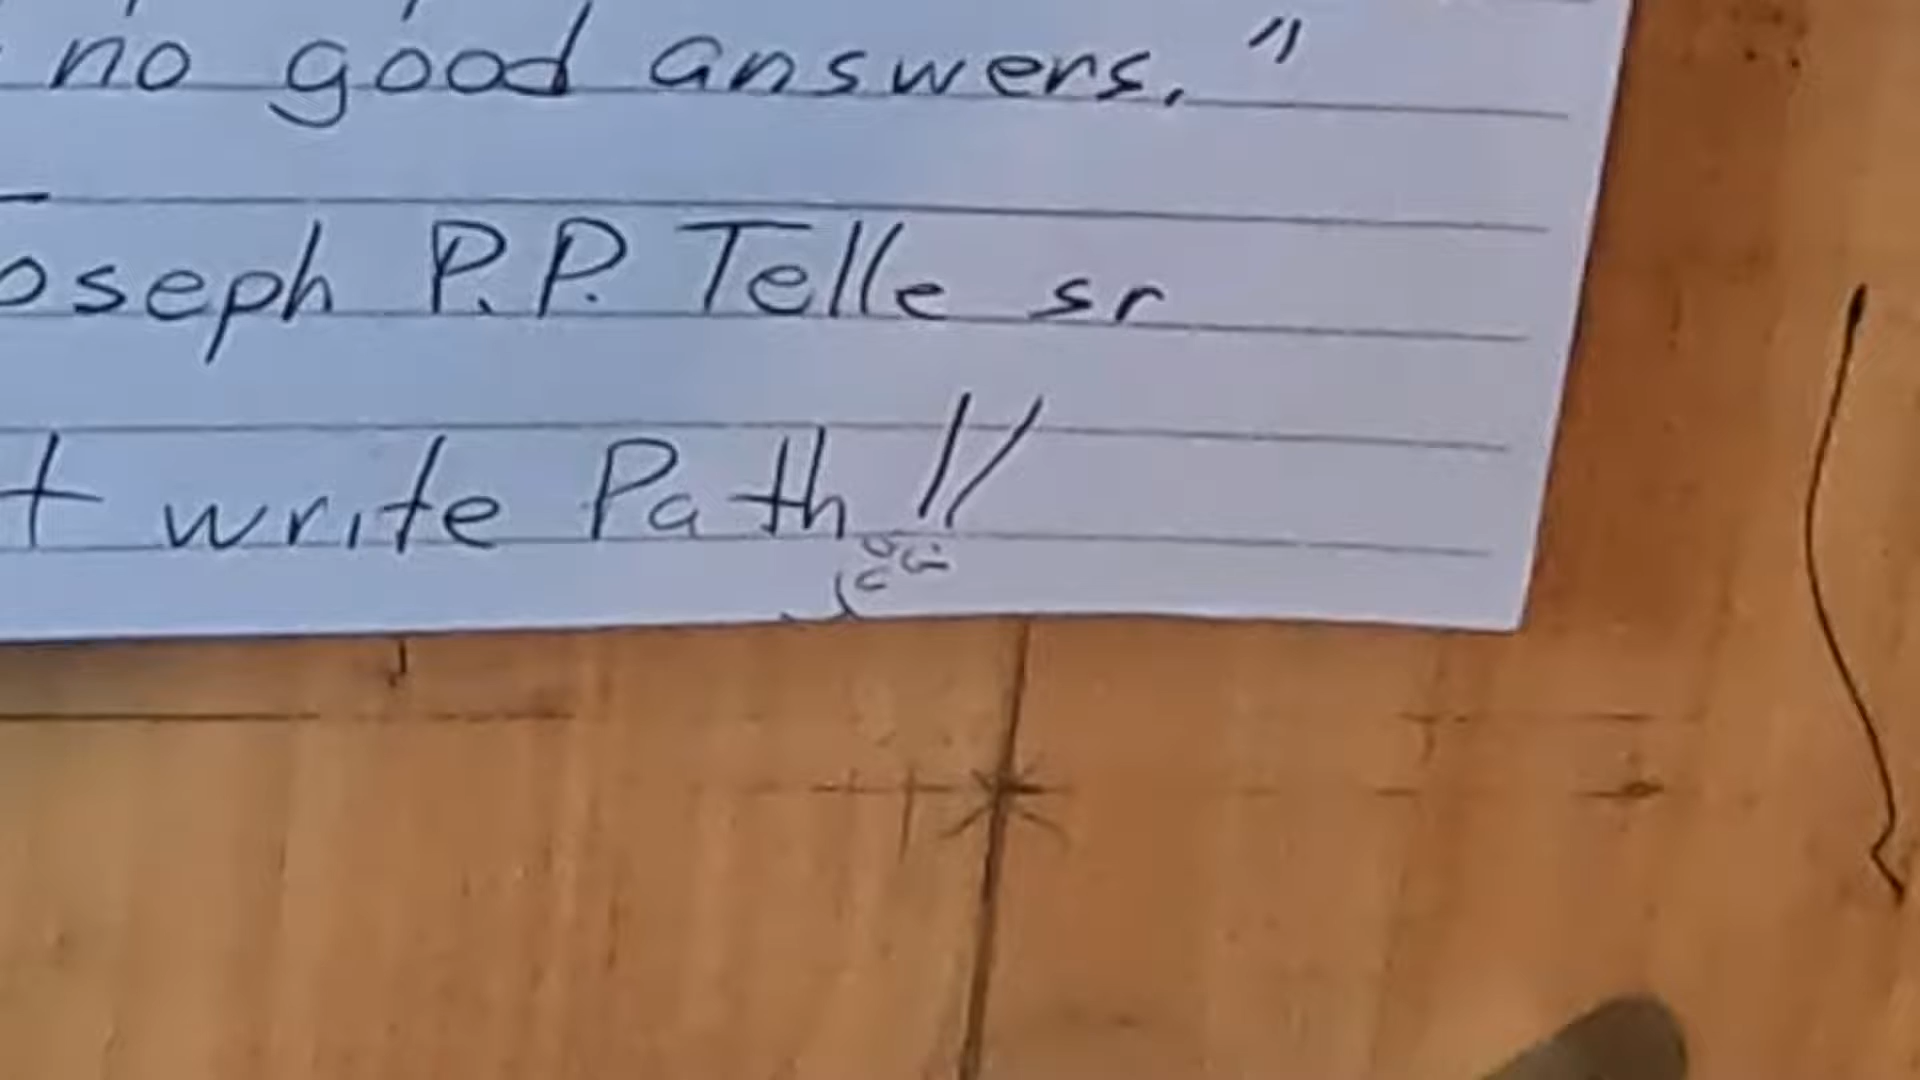 no good answers."
oseph P.P. Telle sr
t write Path!!